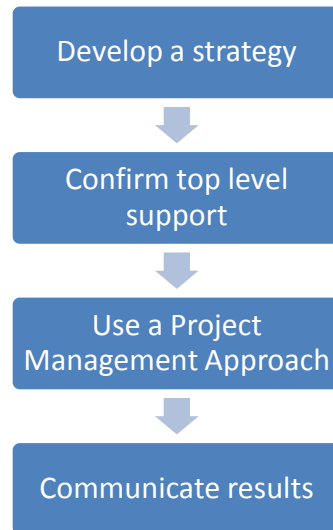 Develop a strategy
Confirm top level
support
Use a Project
Management Approach
Communicate results